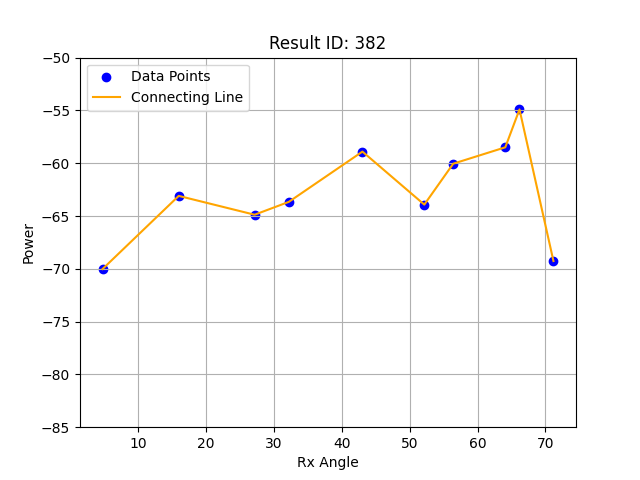 Result ID: 382
Data Points
Connecting Line
Power
−50
−55
−60
−65
−70
−75
−80
−85
10 20 30 40 50 60 70
Rx Angle